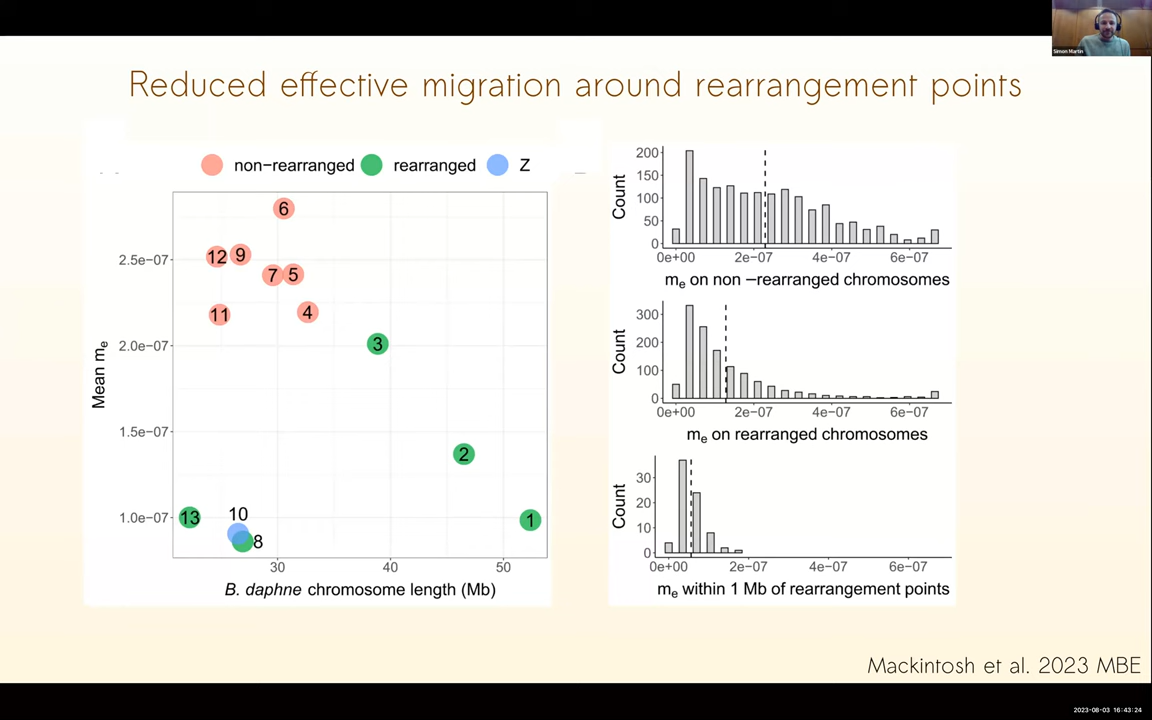 Simon Martin
Reduced effective migration around rearrangement points
non−rearranged rearranged Z
Mean me
2.5e−07
2.0e−07
1.5e−07
1.0e−07
6
12 9
7 5
11 4
3
2
13 10 8 1
30 40 50
B. daphne chromosome length (Mb)
Count
200
150
100
50
0
0e+00 2e−07 4e−07 6e−07
me on non −rearranged chromosomes
Count
300
200
100
0
0e+00 2e−07 4e−07 6e−07
me on rearranged chromosomes
Count
30
20
10
0
0e+00 2e−07 4e−07 6e−07
me within 1 Mb of rearrangement points
Mackintosh et al. 2023 MBE
2023-08-03 16:43:24